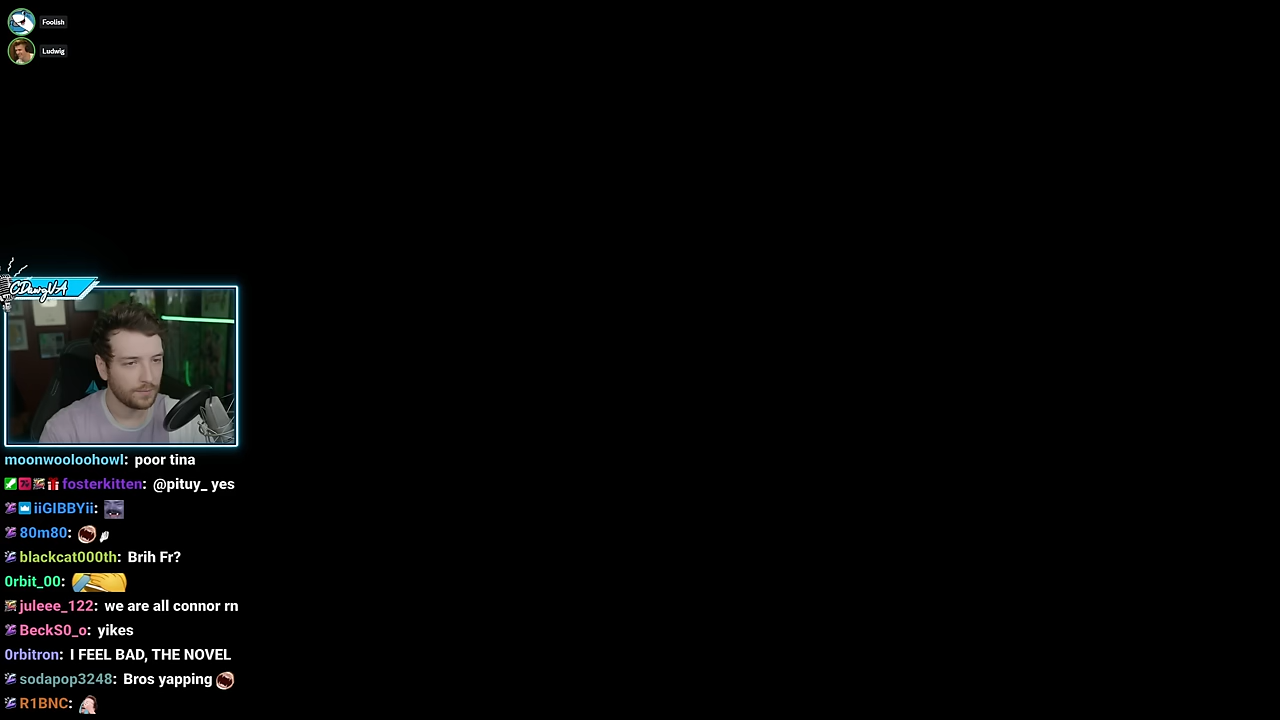 Foolish
Ludwig
CDawgVA
moonwooloohowl: poor tina
fosterkitten: @pituy_ yes
iiGIBBYii:
80m80:
blackcat000th: Brih Fr?
0rbit_00:
juleee_122: we are all connor rn
BeckS0_o: yikes
0rbitron: I FEEL BAD, THE NOVEL
sodapop3248: Bros yapping
R1BNC: